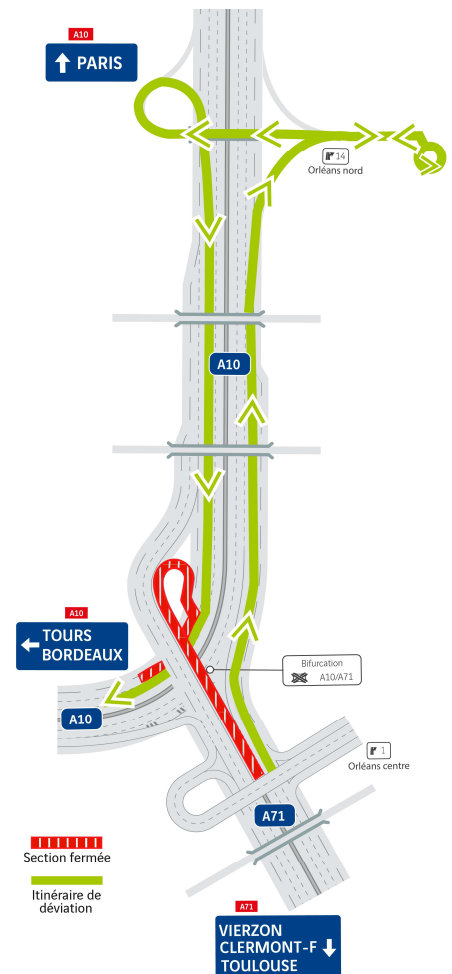 A10
PARIS
14
Orléans nord
A10
A10
TOURS
BORDEAUX
Bifurcation
A10/A71
A10
1
Orléans centre
A71
Section fermée
Itinéraire de
déviation
A71
VIERZON
CLERMONT-F
TOULOUSE